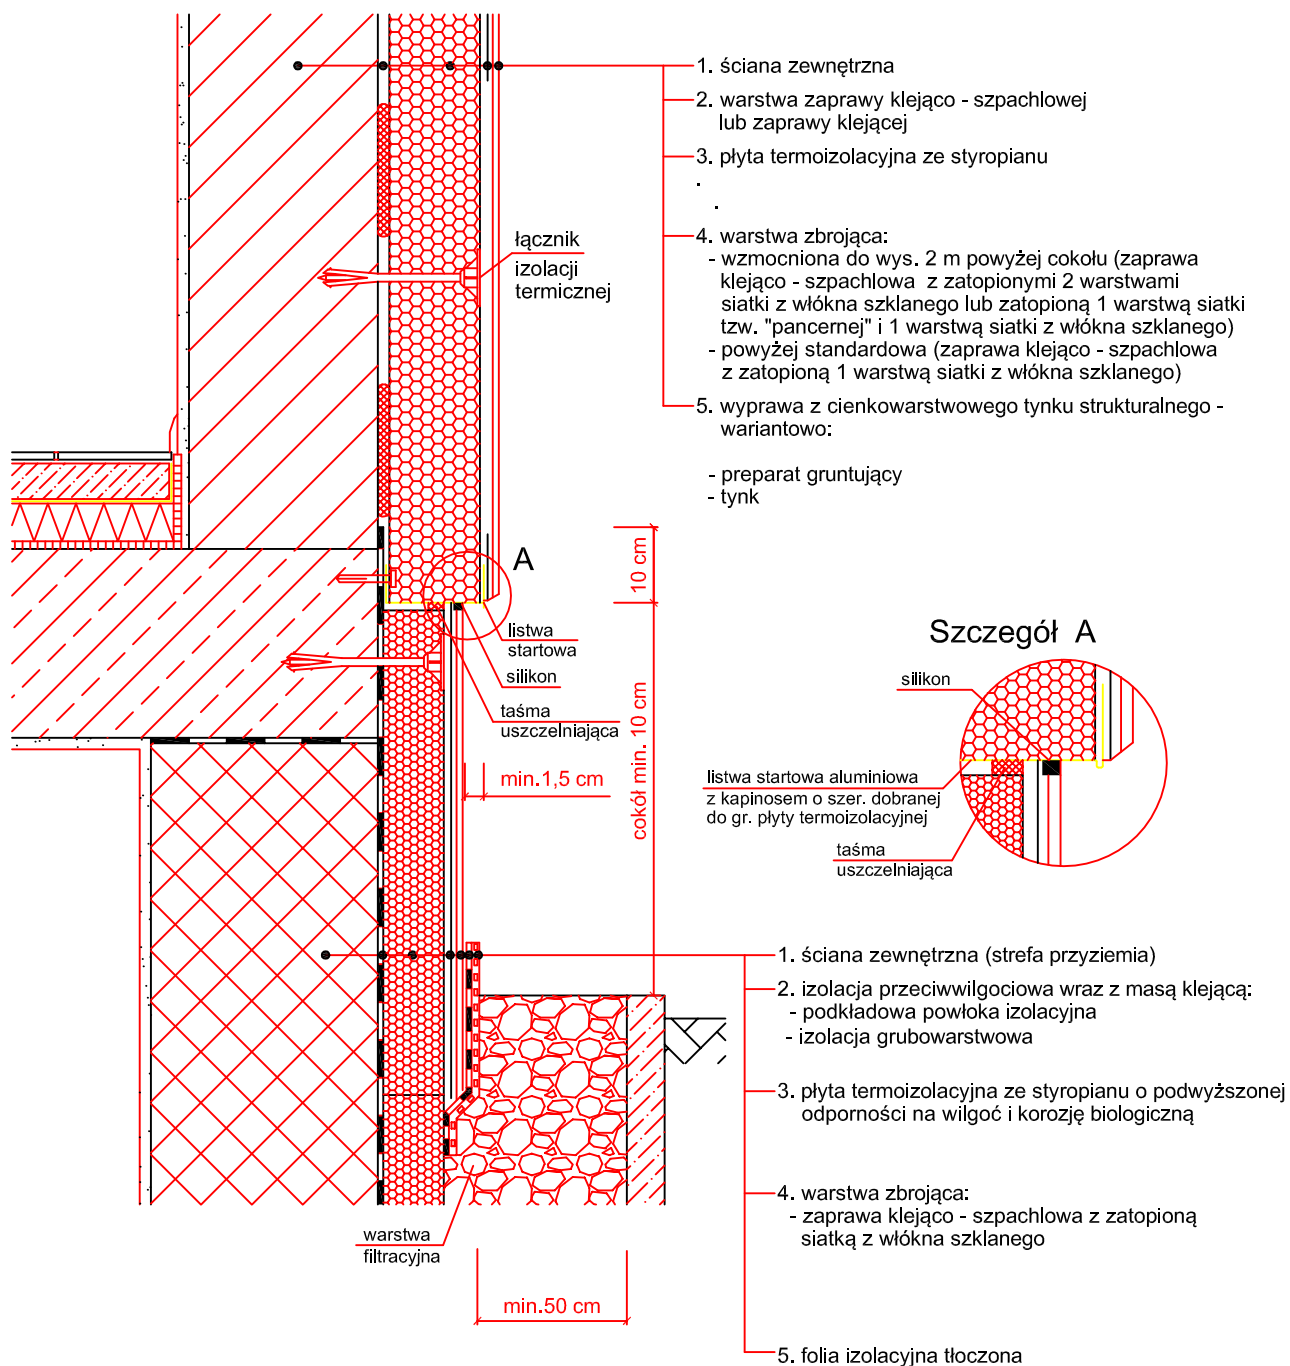 1. ściana zewnętrzna
2. warstwa zaprawy klejąco - szpachlowej
lub zaprawy klejącej
3. płyta termoizolacyjna ze styropianu
.
.
4. warstwa zbrojąca:
- wzmocniona do wys. 2 m powyżej cokołu (zaprawa
klejąco - szpachlowa z zatopionymi 2 warstwami
siatki z włókna szklanego lub zatopioną 1 warstwą siatki
tzw. "pancernej" i 1 warstwą siatki z włókna szklanego)
- powyżej standardowa (zaprawa klejąco - szpachlowa
z zatopioną 1 warstwą siatki z włókna szklanego)
5. wyprawa z cienkowarstwowego tynku strukturalnego -
wariantowo:
- preparat gruntujący
- tynk
łącznik
izolacji
termicznej
A
10 cm
listwa
startowa
silikon
taśma
uszczelniająca
min.1,5 cm
cokół min. 10 cm
Szczegół A
silikon
listwa startowa aluminiowa
z kapinosem o szer. dobranej
do gr. płyty termoizolacyjnej
taśma
uszczelniająca
1. ściana zewnętrzna (strefa przyziemia)
2. izolacja przeciwwilgociowa wraz z masą klejącą:
- podkładowa powłoka izolacyjna
- izolacja grubowarstwowa
3. płyta termoizolacyjna ze styropianu o podwyższonej
odporności na wilgoć i korozję biologiczną
4. warstwa zbrojąca:
- zaprawa klejąco - szpachlowa z zatopioną
siatką z włókna szklanego
warstwa
filtracyjna
min.50 cm
5. folia izolacyjna tłoczona